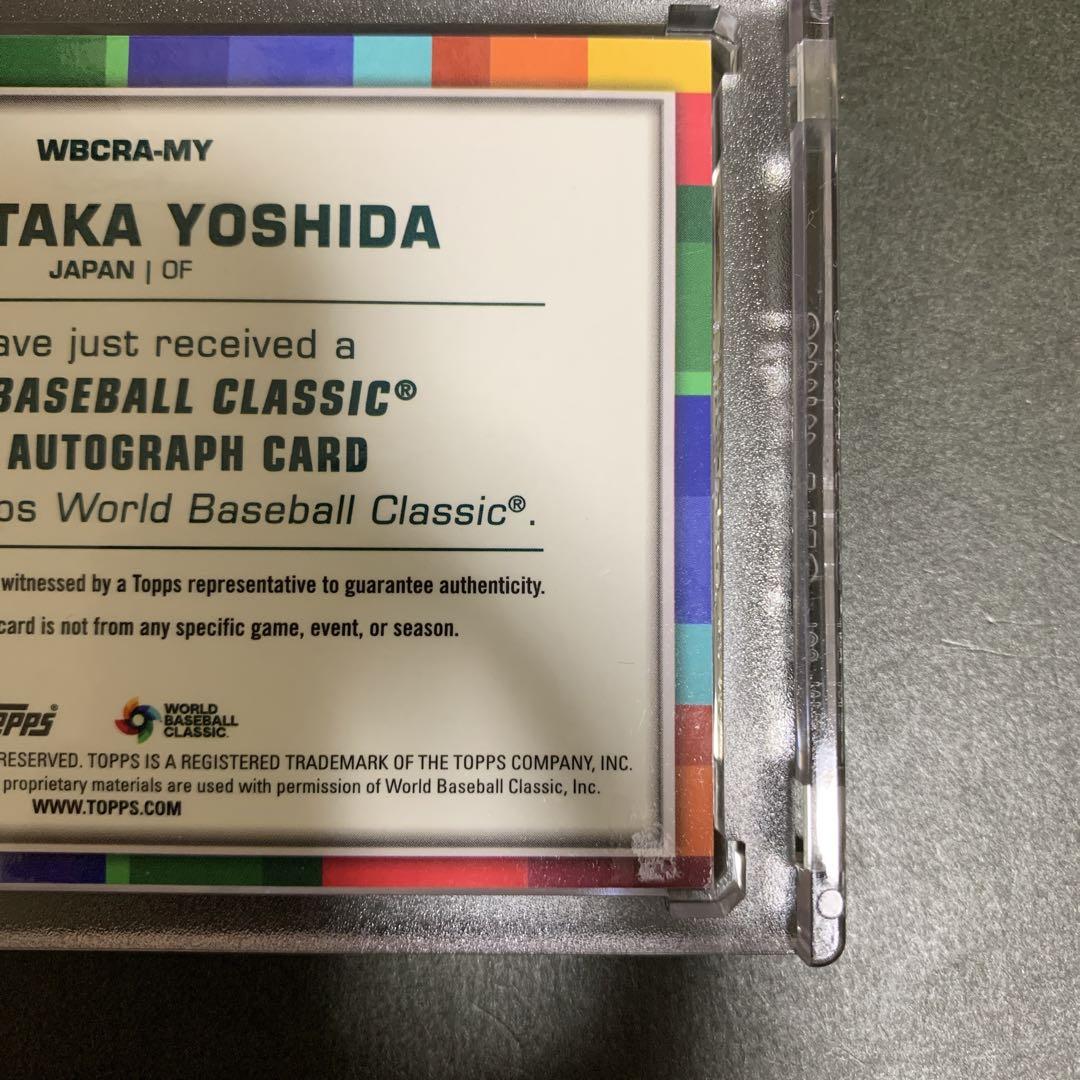 WBCRA-MY
TAKA YOSHIDA
JAPAN | OF
ave just received a
BASEBALL CLASSIC®
AUTOGRAPH CARD
ps World Baseball Classic®.
witnessed by a Topps representative to guarantee authenticity.
card is not from any specific game, event, or season.
OPPS®
WORLD
BASEBALL
CLASSIC
RESERVED. TOPPS IS A REGISTERED TRADEMARK OF THE TOPPS COMPANY, INC.
proprietary materials are used with permission of World Baseball Classic, Inc.
WWW.TOPPS.COM